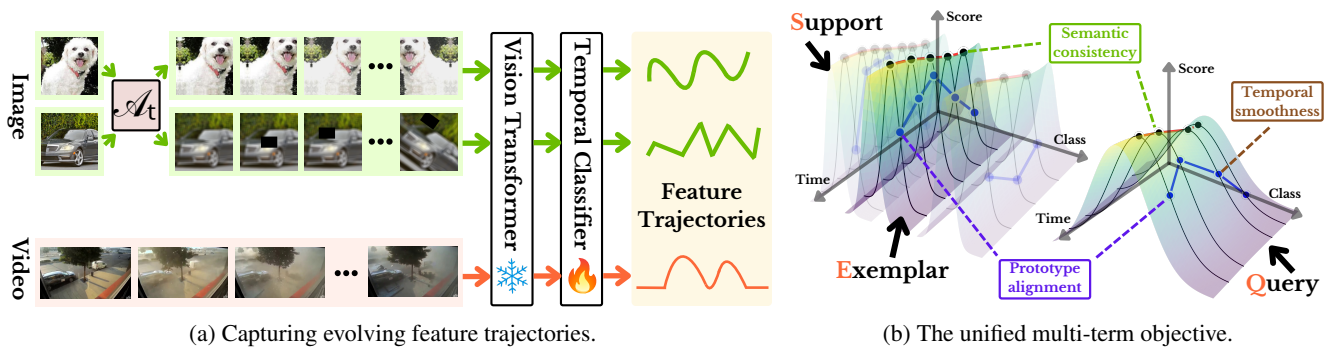 Image
Video
𝒜t
Vision Transformer
Temporal Classifier
Feature
Trajectories
(a) Capturing evolving feature trajectories.
Support
Score
Semantic
consistency
Class
Time
Exemplar
Prototype
alignment
Score
Temporal
smoothness
Class
Time
Query
(b) The unified multi-term objective.